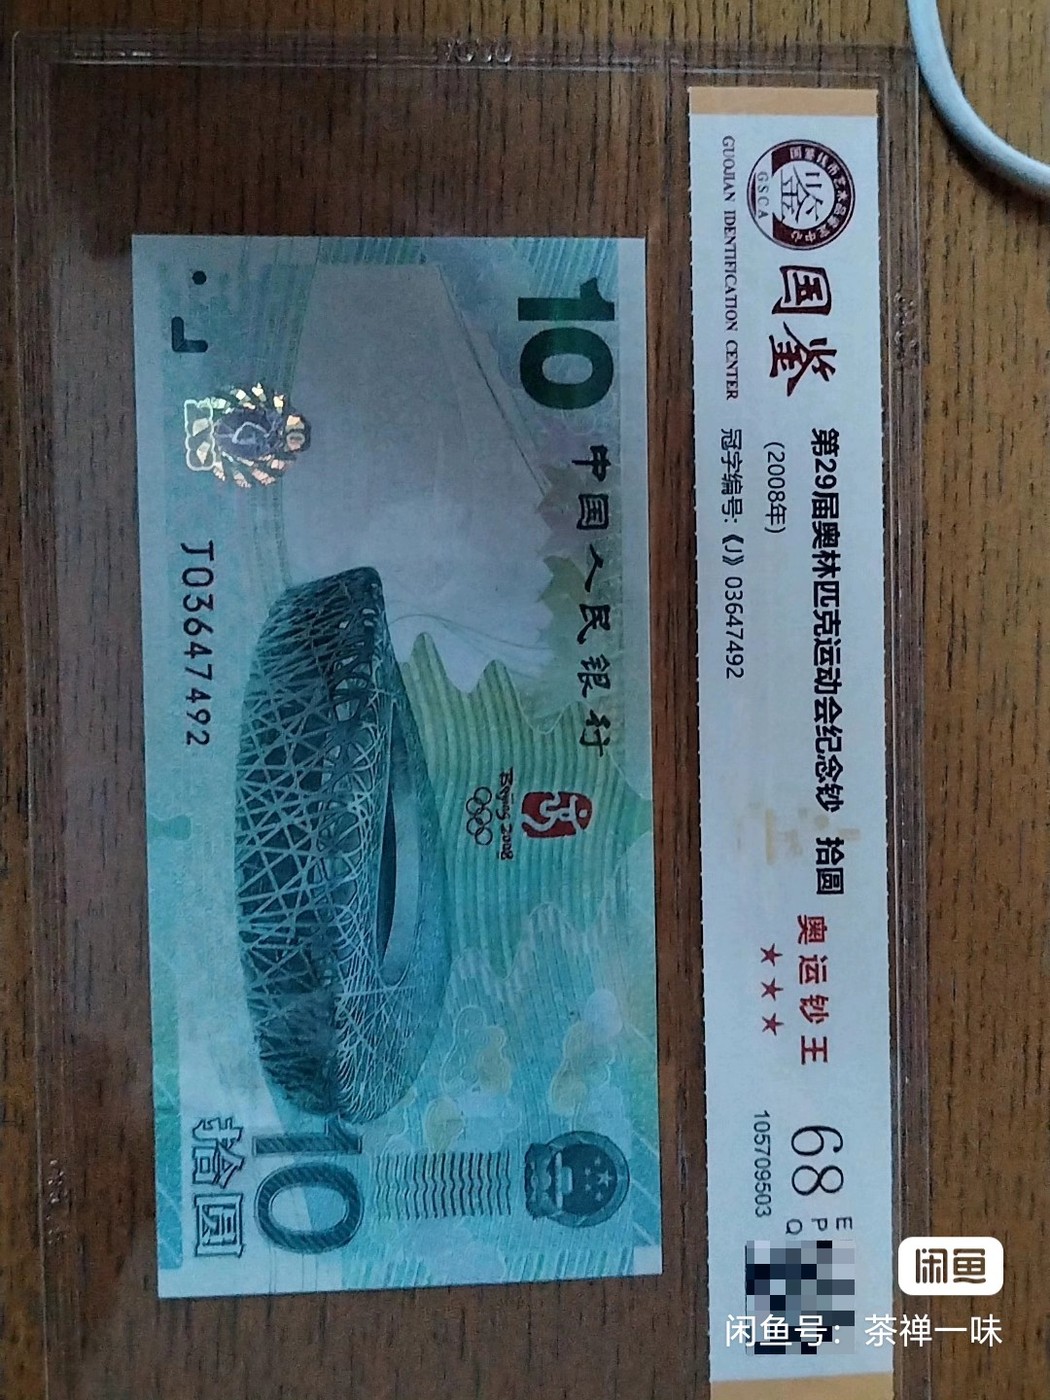 国鉴
GUOJIAN IDENTIFICATION CENTER
GSCA
鉴
第29届奥林匹克运动会纪念钞 拾圆
(2008年)
冠字编号:《J》03647492
奥运钞王
★★★
68 E
P
Q
105709503
10 中国人民银行
Beijing 2008
J03647492
10
拾圆
闲鱼
闲鱼号:茶禅一味